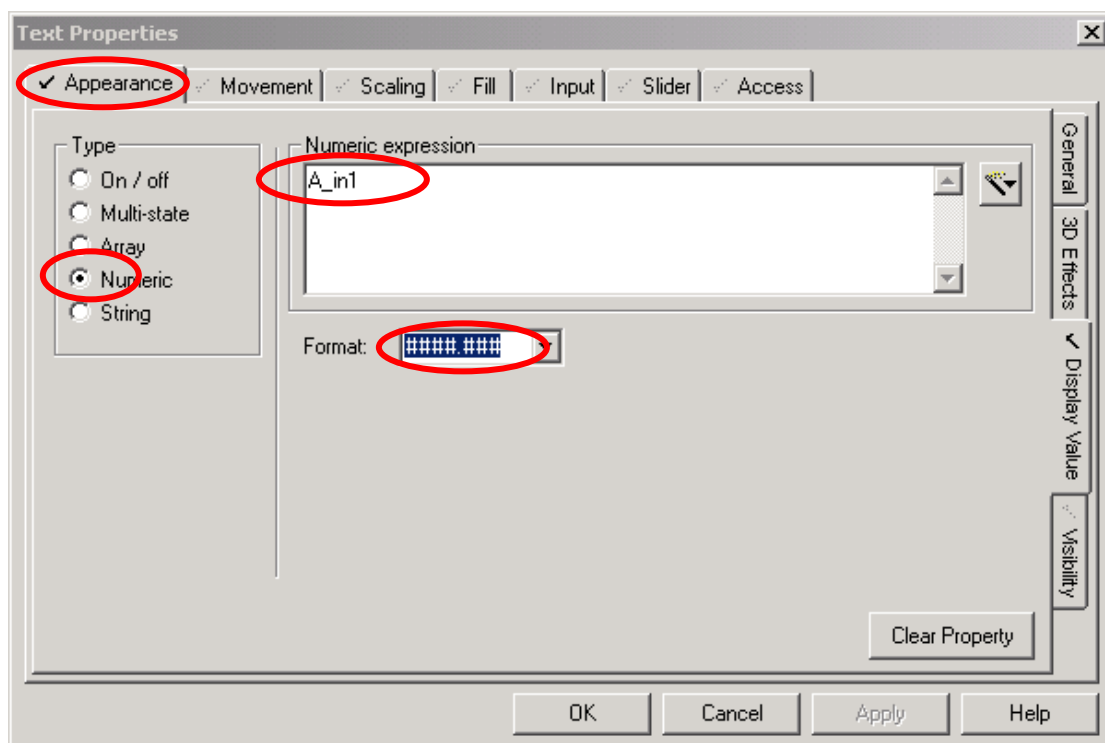 Text Properties
Appearance Movement Scaling Fill Input Slider Access
Type
On / off
Multi-state
Array
Numeric
String
Numeric expression
A_in1
Format: ####.###
General
3D Effects
Display Value
Visibility
Clear Property
OK Cancel Apply Help